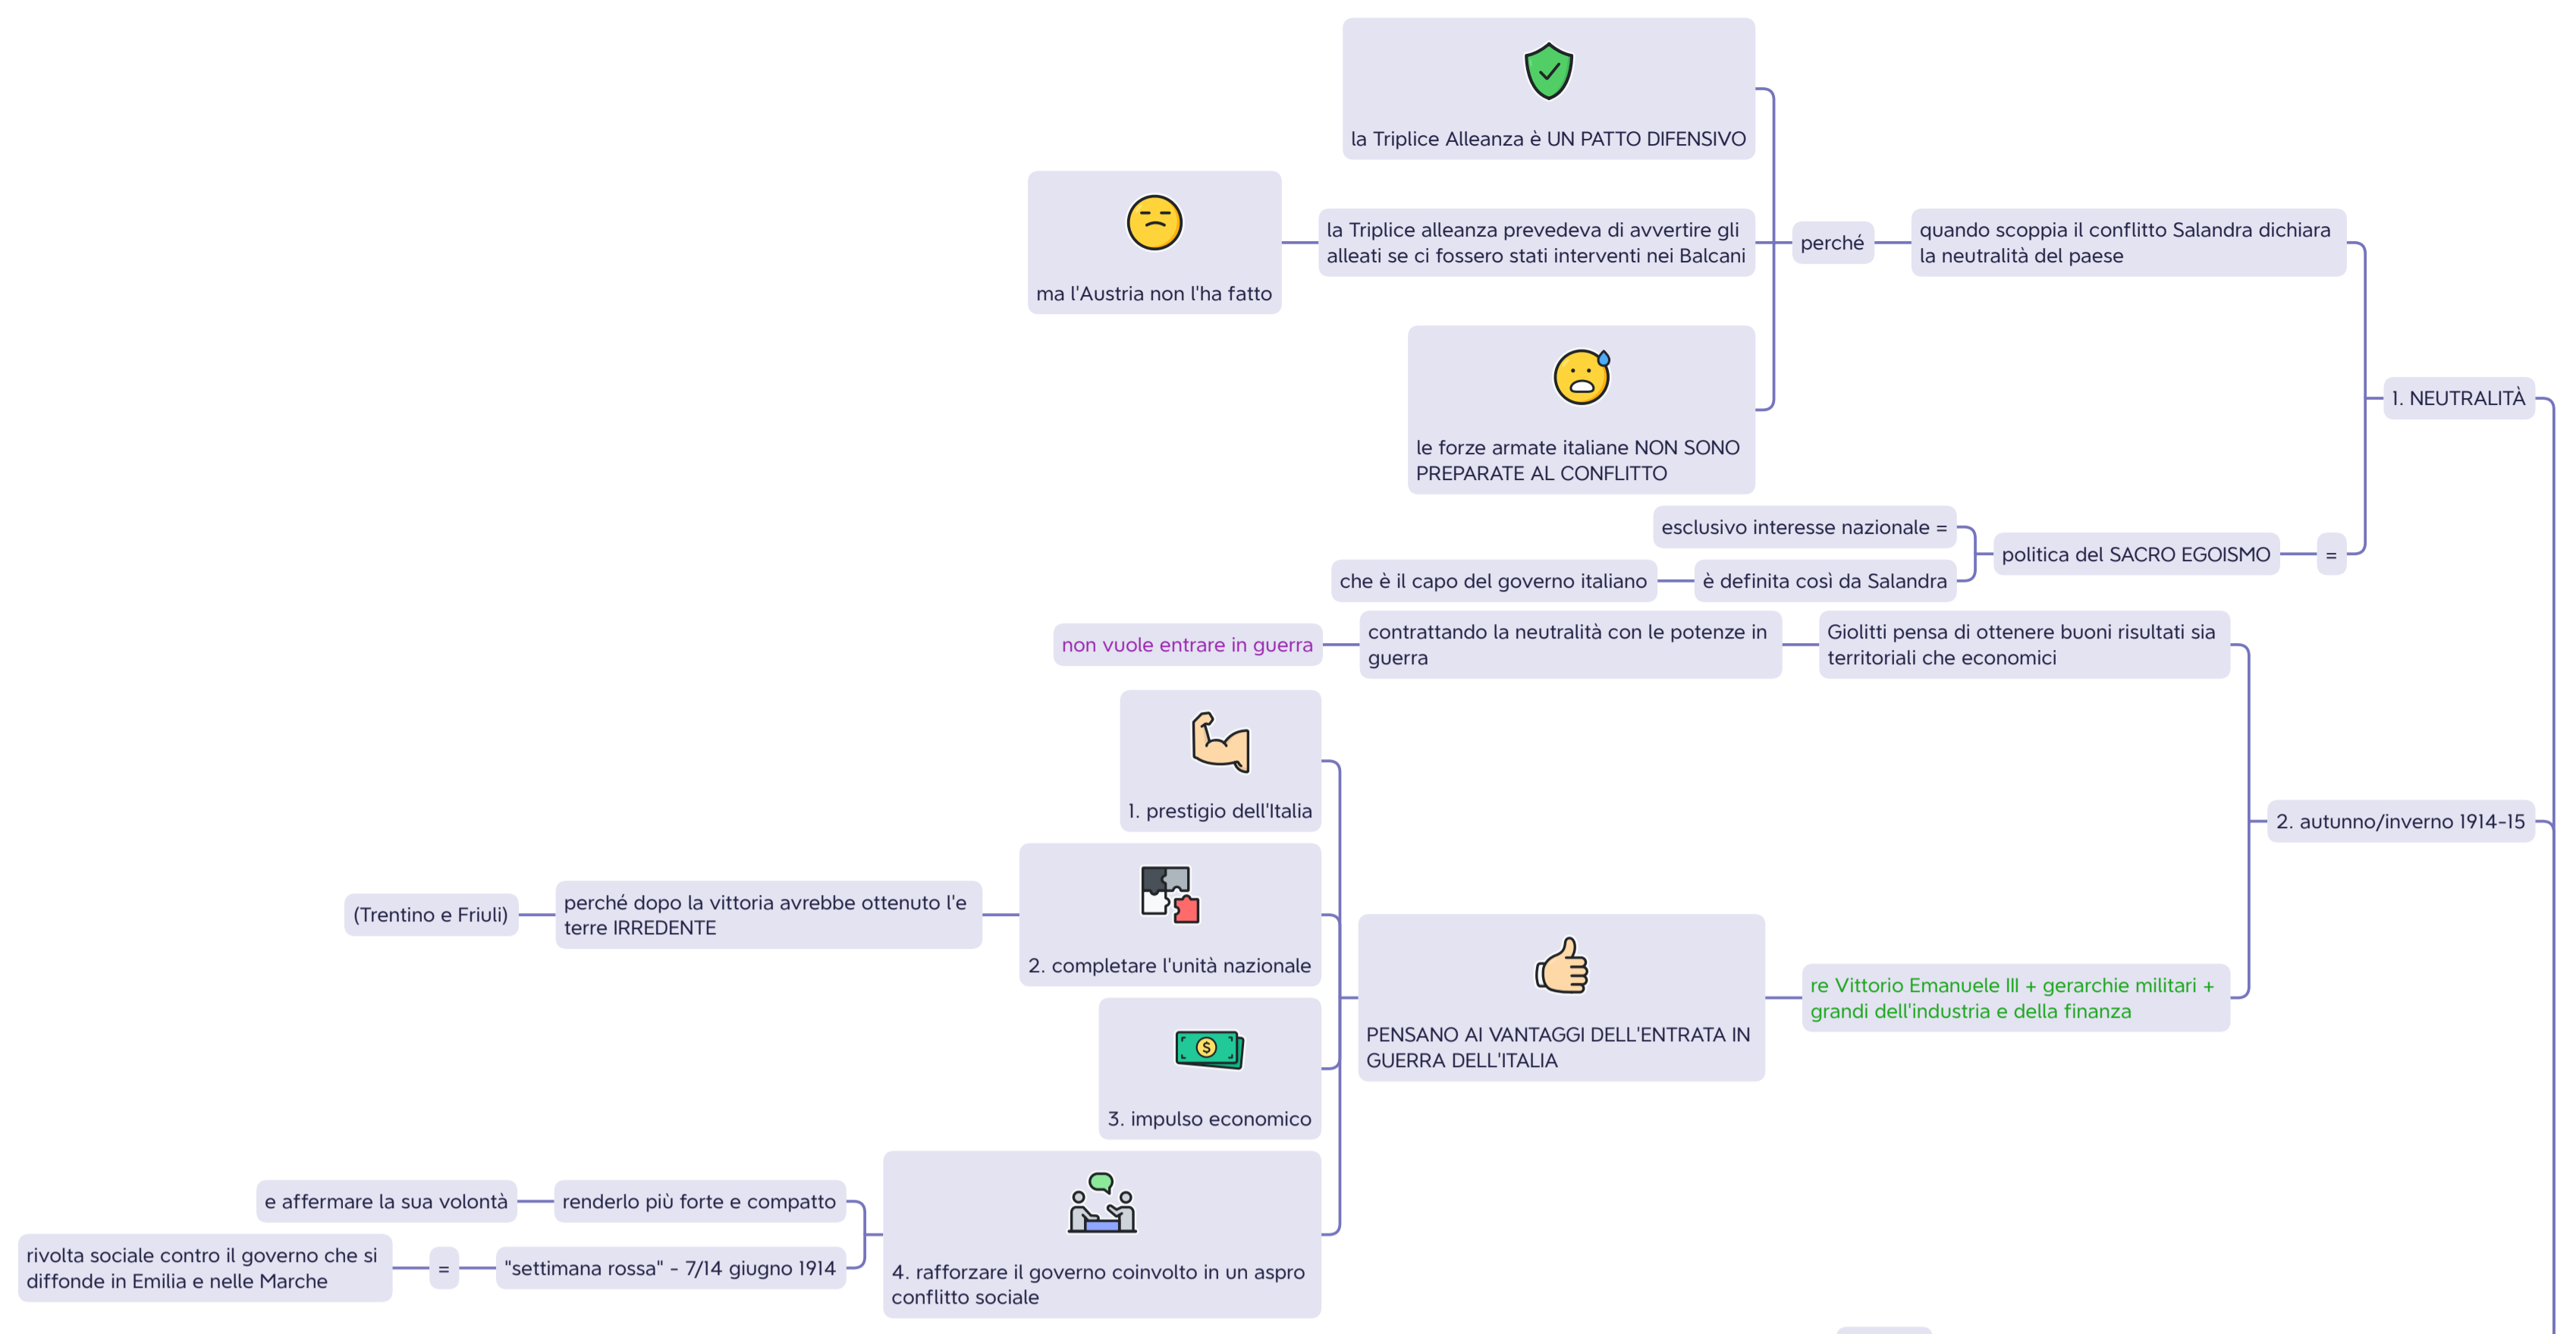 1. NEUTRALITÀ
quando scoppia il conflitto Salandra dichiara
la neutralità del paese
perché
la Triplice Alleanza è UN PATTO DIFENSIVO
la Triplice alleanza prevedeva di avvertire gli
alleati se ci fossero stati interventi nei Balcani
ma l'Austria non l'ha fatto
le forze armate italiane NON SONO
PREPARATE AL CONFLITTO
=
politica del SACRO EGOISMO
esclusivo interesse nazionale =
è definita così da Salandra
che è il capo del governo italiano
2. autunno/inverno 1914-15
Giolitti pensa di ottenere buoni risultati sia
territoriali che economici
contrattando la neutralità con le potenze in
guerra
non vuole entrare in guerra
re Vittorio Emanuele III + gerarchie militari +
grandi dell'industria e della finanza
PENSANO AI VANTAGGI DELL'ENTRATA IN
GUERRA DELL'ITALIA
1. prestigio dell'Italia
2. completare l'unità nazionale
perché dopo la vittoria avrebbe ottenuto l'e
terre IRREDENTE
(Trentino e Friuli)
3. impulso economico
4. rafforzare il governo coinvolto in un aspro
conflitto sociale
renderlo più forte e compatto
e affermare la sua volontà
"settimana rossa" - 7/14 giugno 1914
=
rivolta sociale contro il governo che si
diffonde in Emilia e nelle Marche